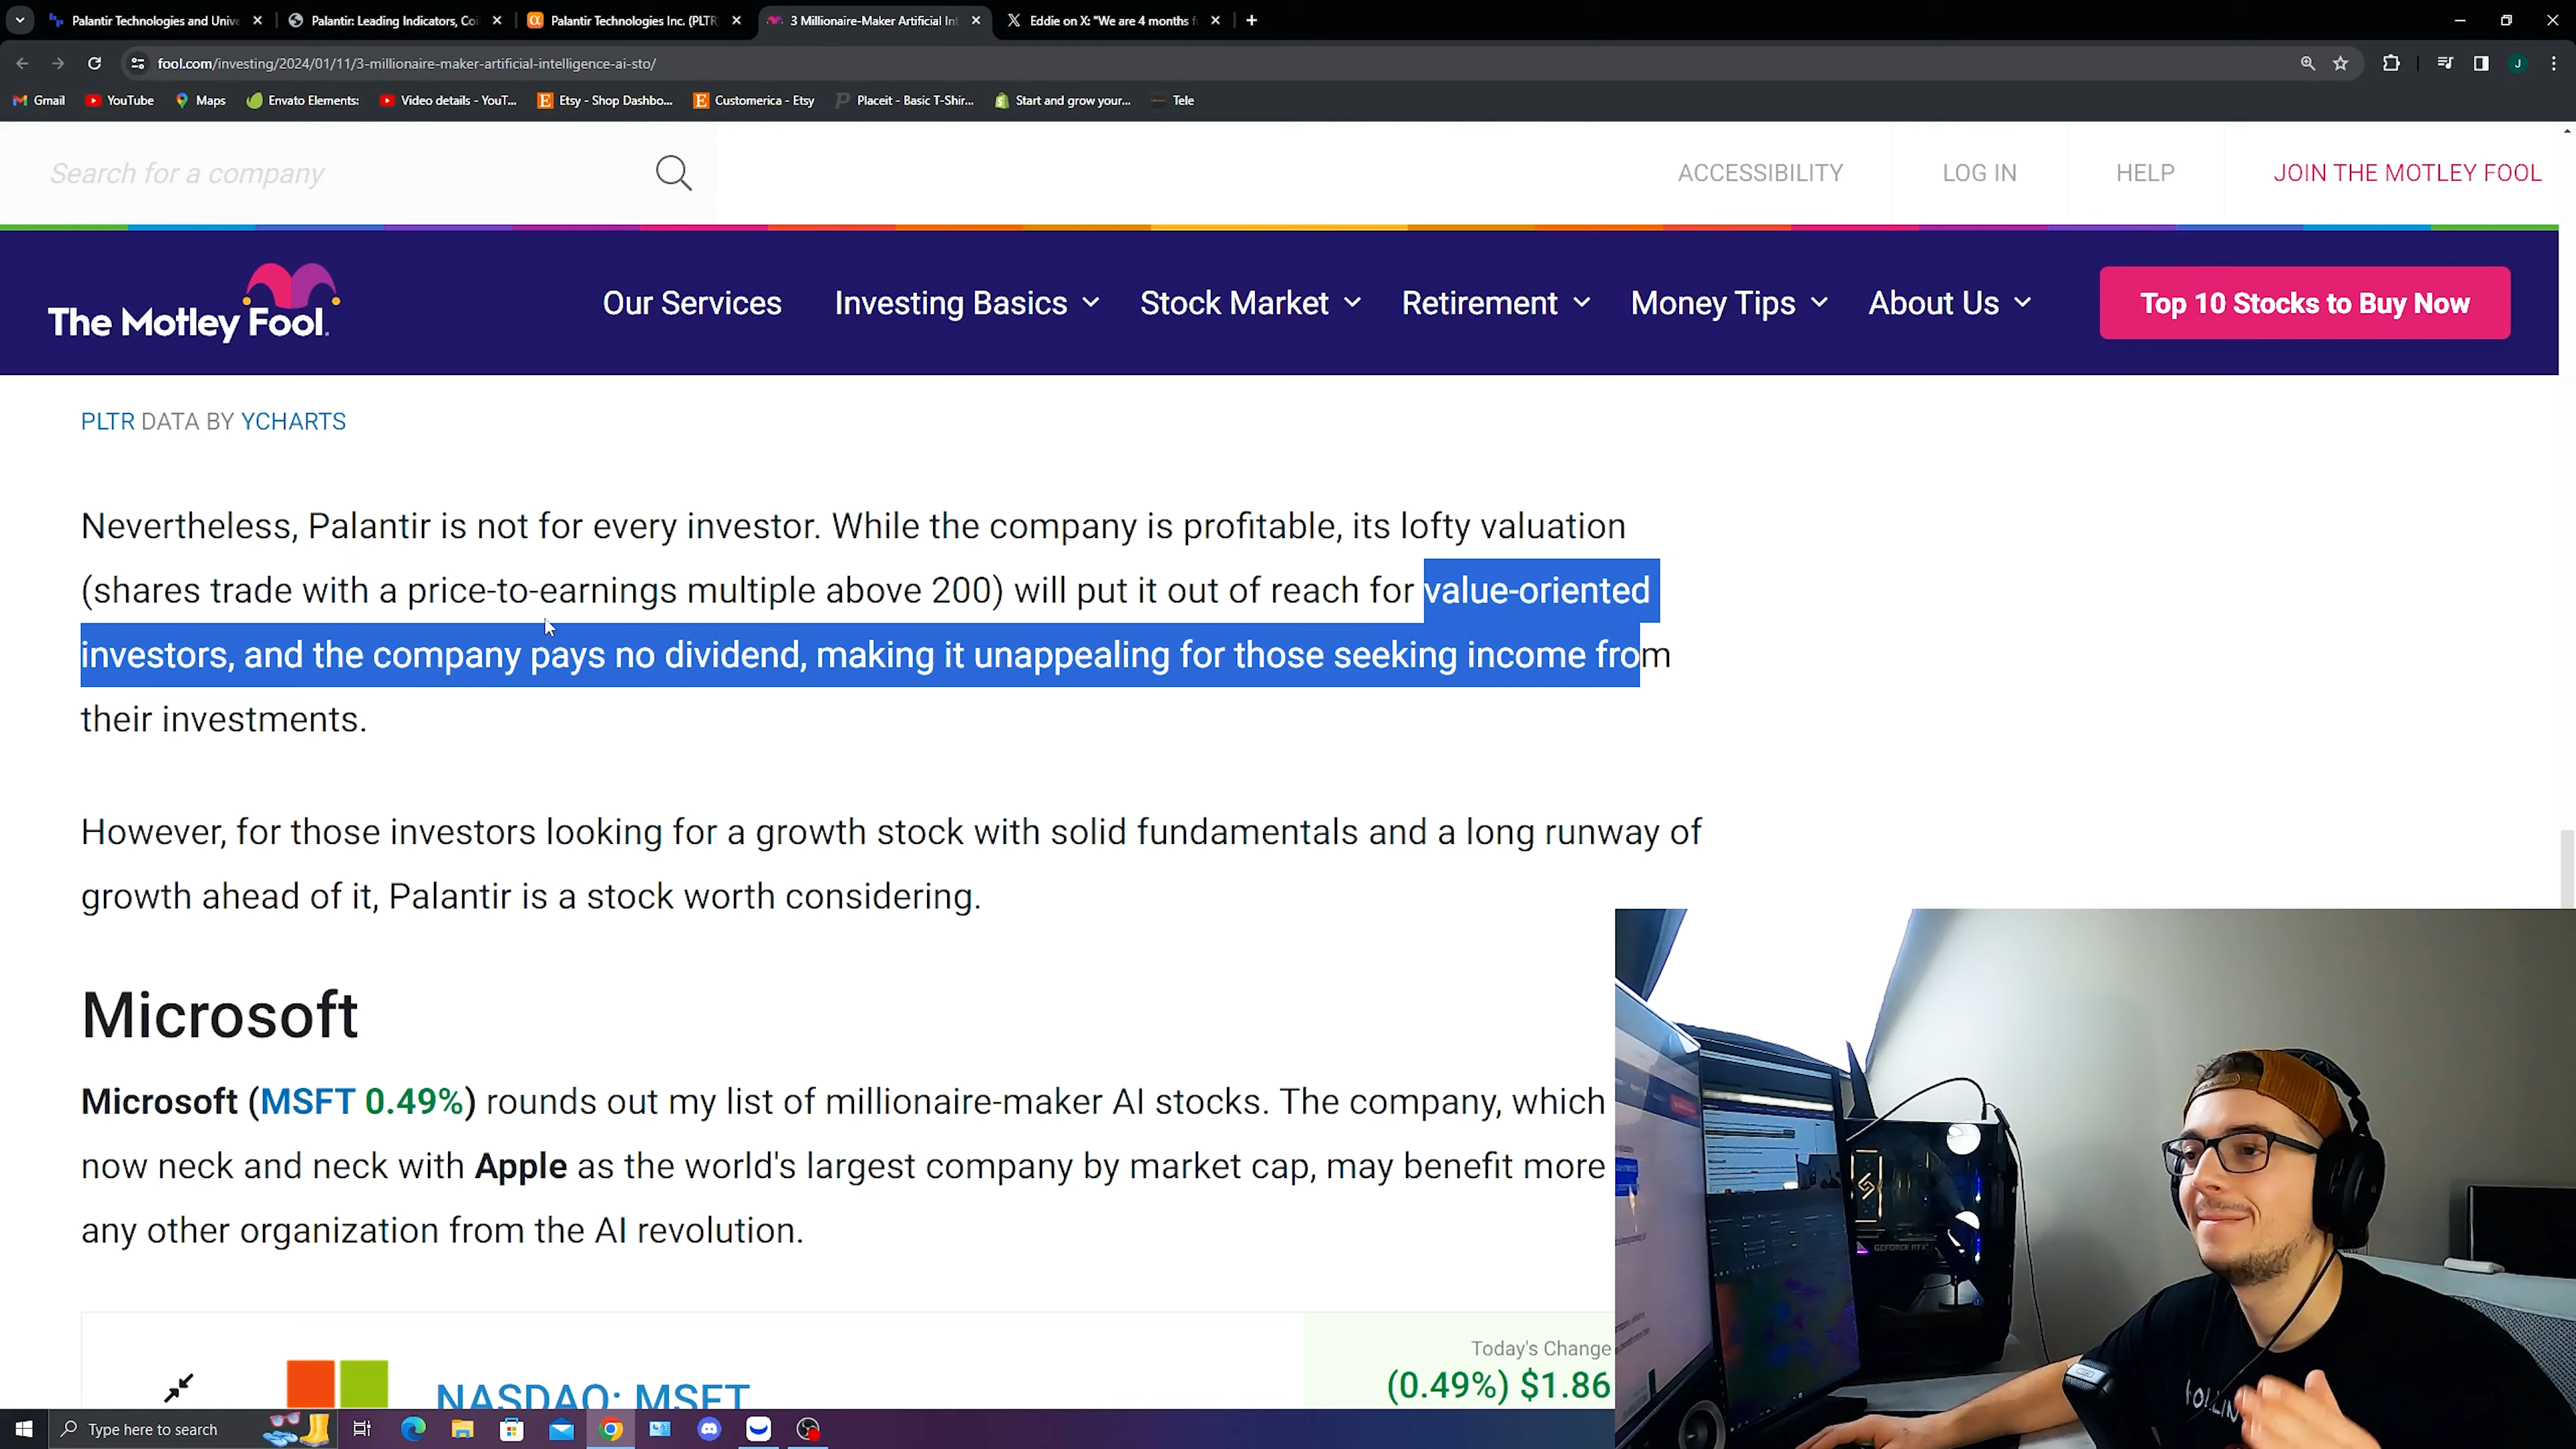 Palantir Technologies and Unive
Palantir: Leading Indicators, Co
Palantir Technologies Inc. (PLTR
3 Millionaire-Maker Artificial Int
Eddie on X: "We are 4 months f
fool.com/investing/2024/01/11/3-millionaire-maker-artificial-intelligence-ai-sto/
J
Gmail
YouTube
Maps
Envato Elements:
Video details - YouT...
Etsy - Shop Dashbo...
Customerica - Etsy
Placeit - Basic T-Shir...
Start and grow your...
Tele
Search for a company
ACCESSIBILITY
LOG IN
HELP
JOIN THE MOTLEY FOOL
The Motley Fool.
Our Services
Investing Basics
Stock Market
Retirement
Money Tips
About Us
Top 10 Stocks to Buy Now
PLTR DATA BY YCHARTS
Nevertheless, Palantir is not for every investor. While the company is profitable, its lofty valuation
(shares trade with a price-to-earnings multiple above 200) will put it out of reach for value-oriented
investors, and the company pays no dividend, making it unappealing for those seeking income from
their investments.
However, for those investors looking for a growth stock with solid fundamentals and a long runway of
growth ahead of it, Palantir is a stock worth considering.
Microsoft
Microsoft (MSFT 0.49%) rounds out my list of millionaire-maker AI stocks. The company, which
now neck and neck with Apple as the world's largest company by market cap, may benefit more
any other organization from the AI revolution.
Today's Change
NASDAQ: MSFT
(0.49%) $1.86
GEFORCE RTX
Type here to search